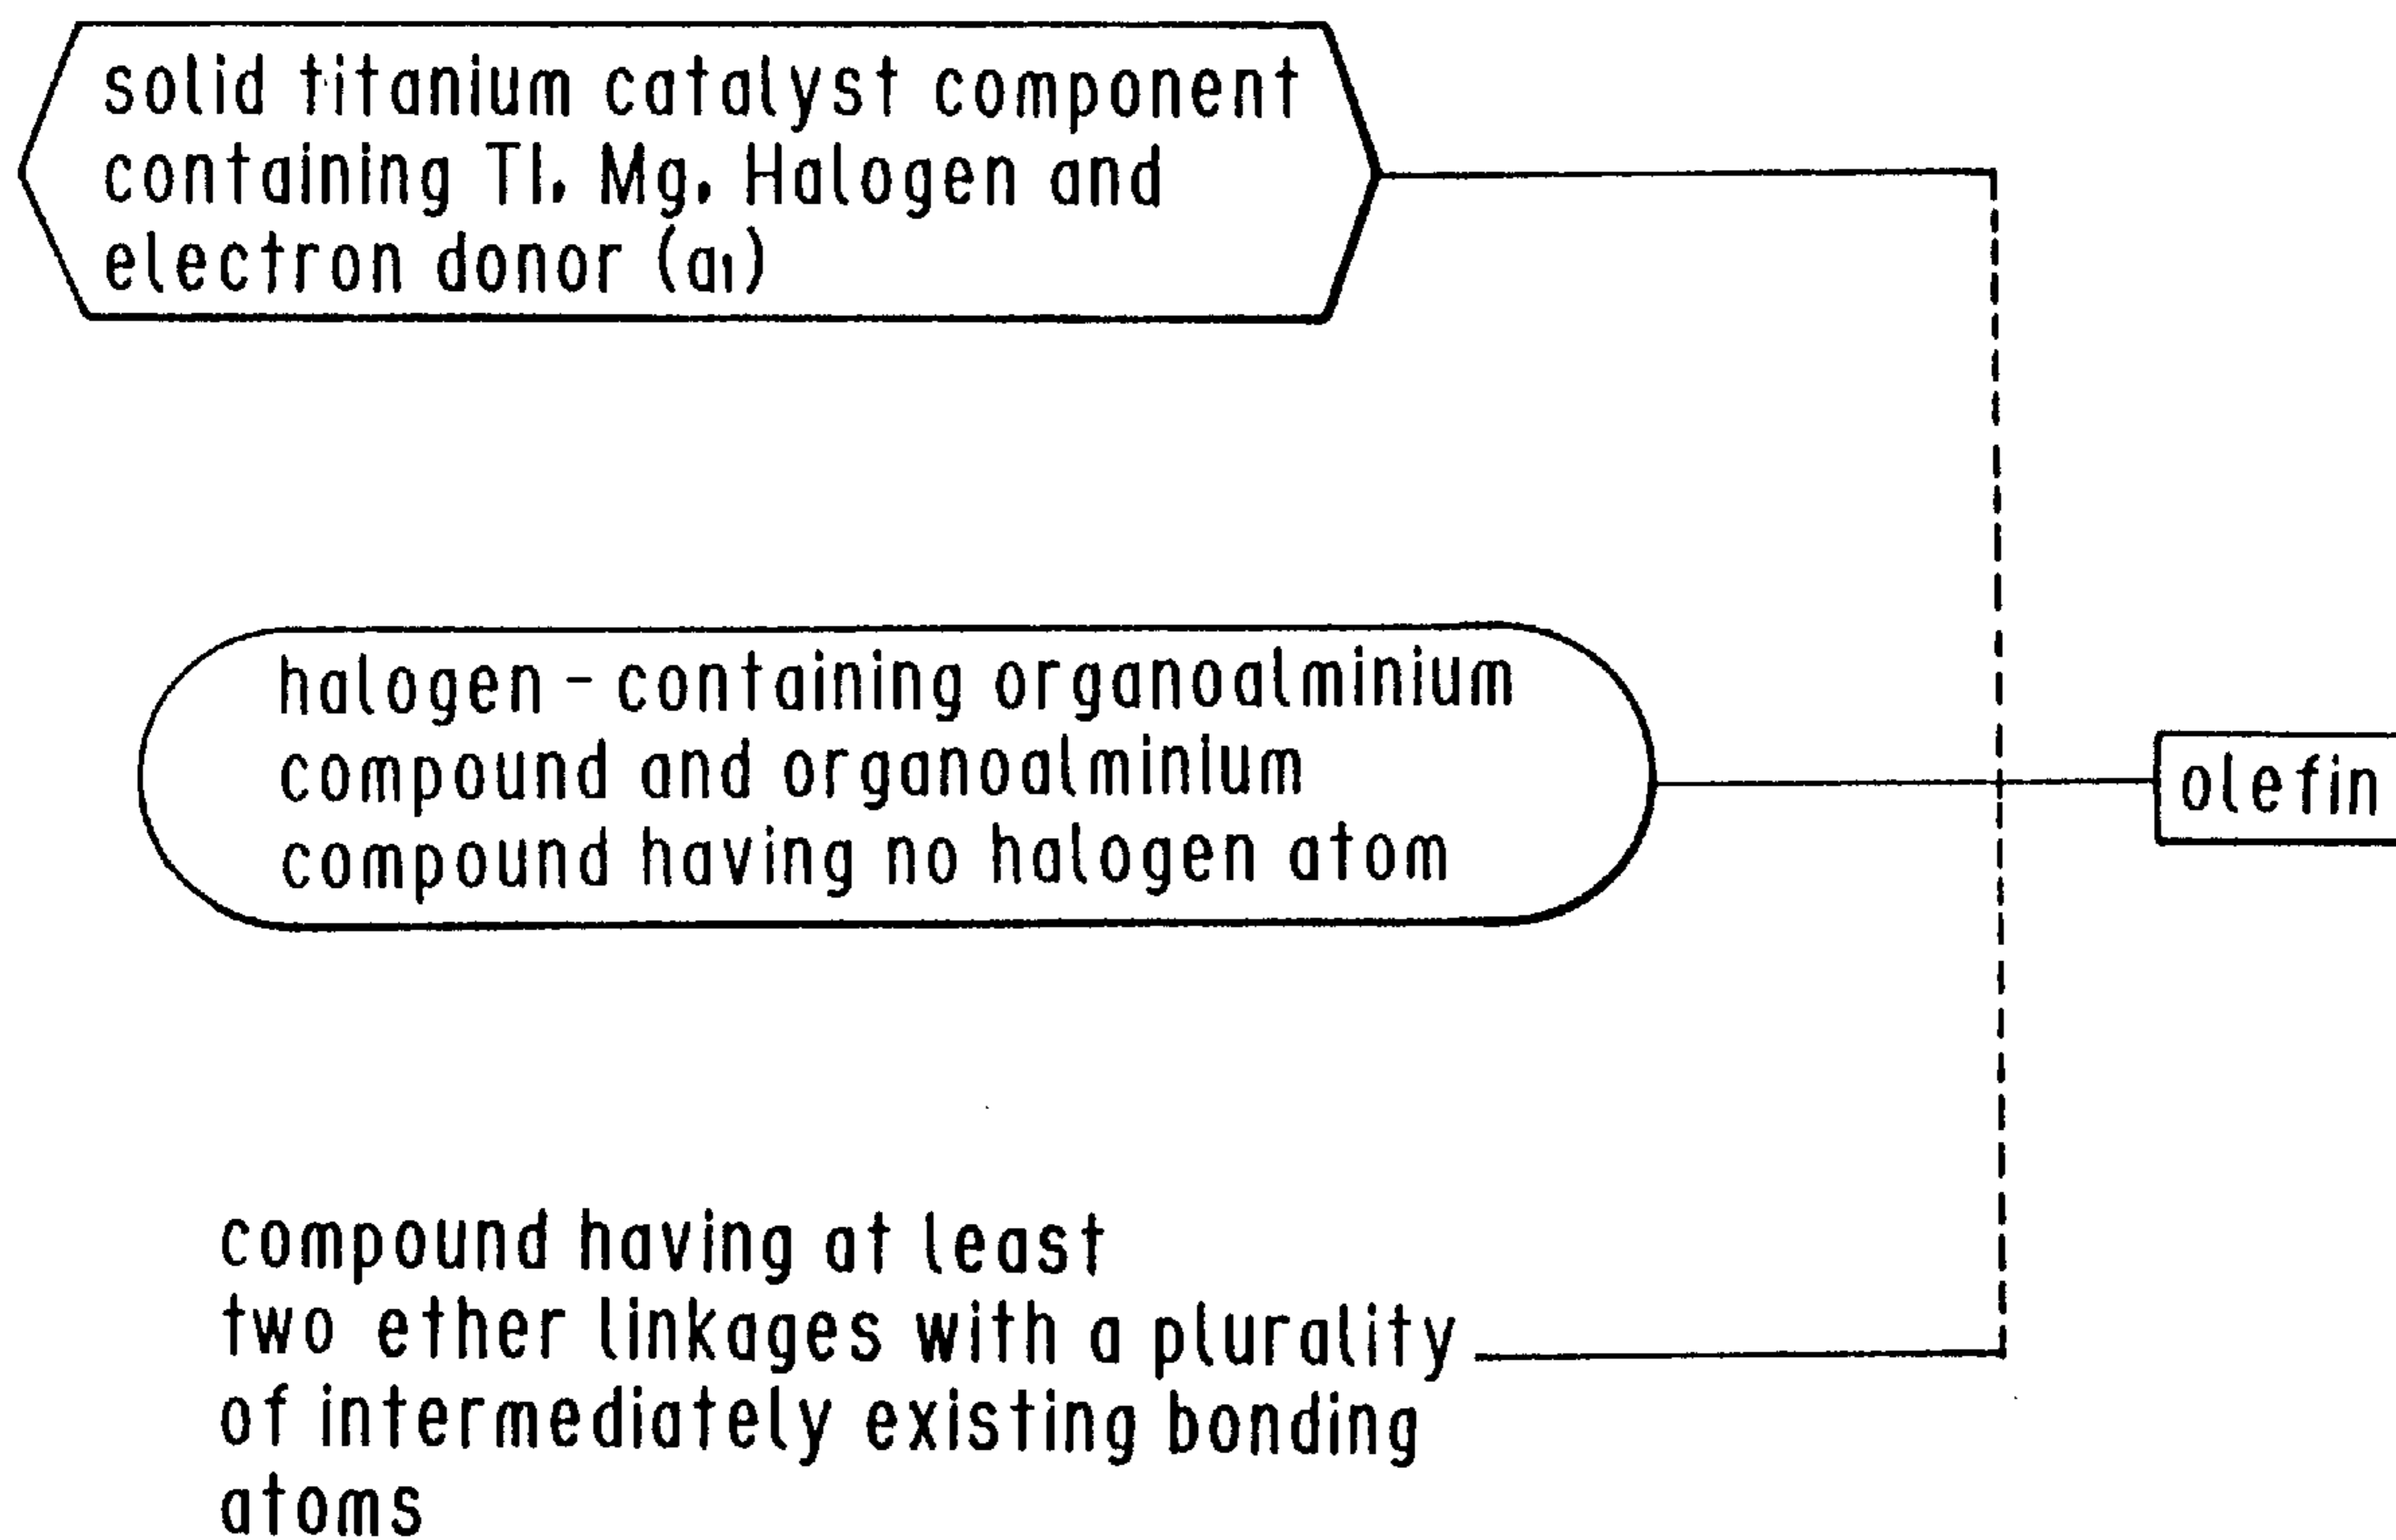 solid titanium catalyst component
containing Ti, Mg, Halogen and
electron donor (a1)
halogen - containing organoalminium
compound and organoalminium
compound having no halogen atom
olefin
compound having at least
two ether linkages with a plurality
of intermediately existing bonding
atoms